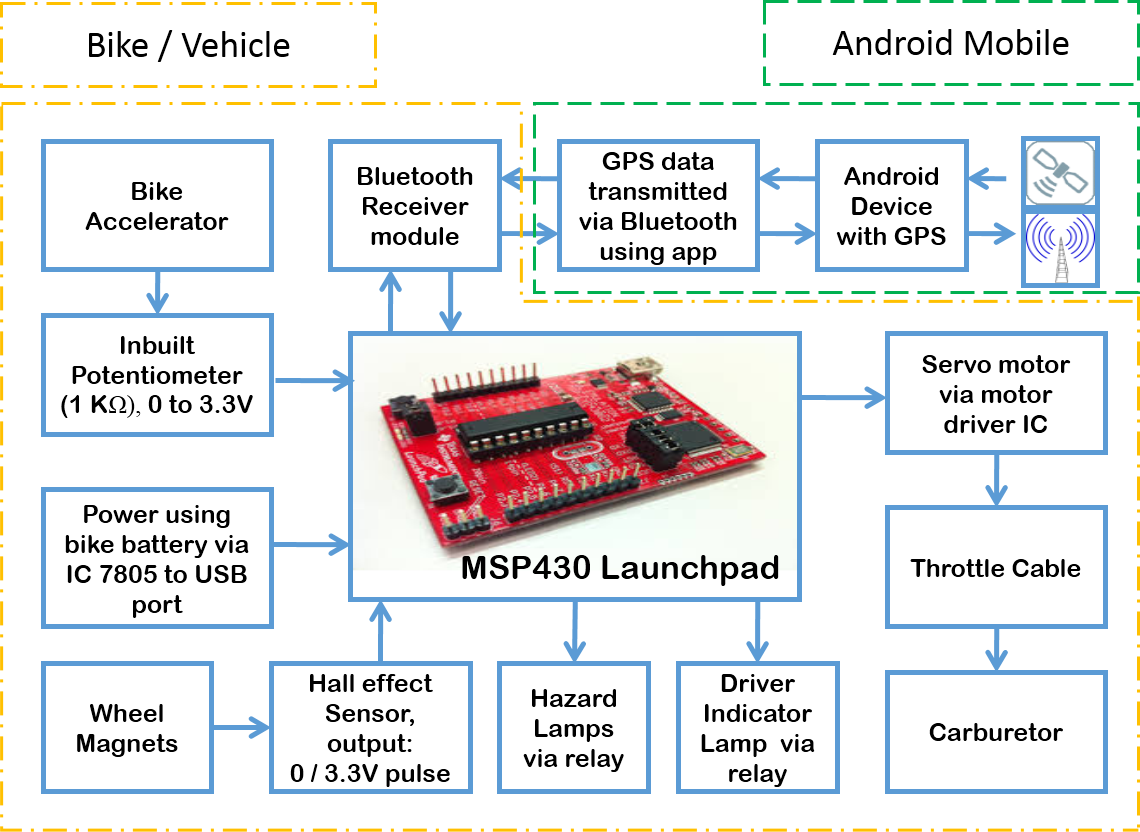 Bike / Vehicle
Android Mobile
Bike
Accelerator
Bluetooth
Receiver
module
GPS data
transmitted
via Bluetooth
using app
Android
Device
with GPS
Inbuilt
Potentiometer
(1 KΩ), 0 to 3.3V
Servo motor
via motor
driver IC
Power using
bike battery via
IC 7805 to USB
port
MSP430 Launchpad
Throttle Cable
Wheel
Magnets
Hall effect
Sensor,
output:
0 / 3.3V pulse
Hazard
Lamps
via relay
Driver
Indicator
Lamp via
relay
Carburetor